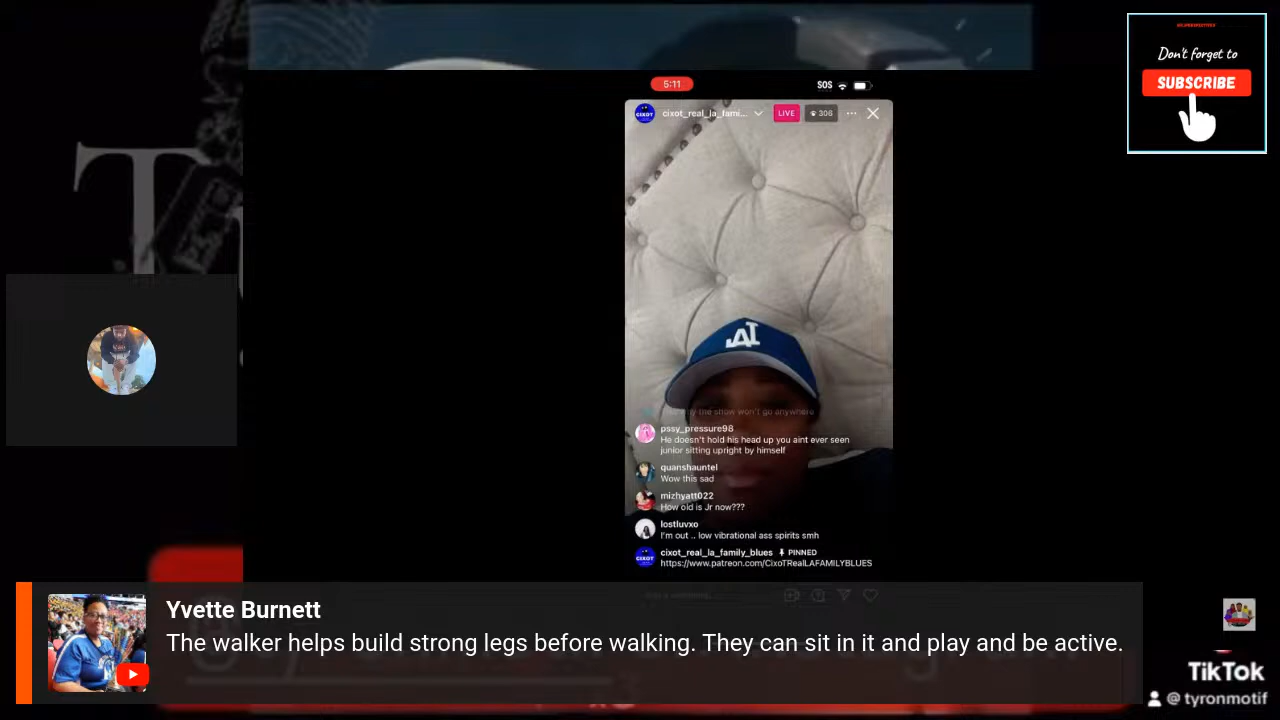 5:11
SOS
CIXOT
cixot_real_la_fami...
LIVE
306
Don't forget to
SUBSCRIBE
T
the show won't go anywhere
pssy_pressure98
He doesn't hold his head up you aint ever seen
junior sitting upright by himself
quanshauntel
Wow this sad
mizhyatt022
How old is Jr now???
lostluvxo
I'm out .. low vibrational ass spirits smh
CIXOT
cixot_real_la_family_blues PINNED
https://www.patreon.com/CixoTRealLAFAMILYBLUES
Yvette Burnett
The walker helps build strong legs before walking. They can sit in it and play and be active.
TikTok
@ tyronmotif